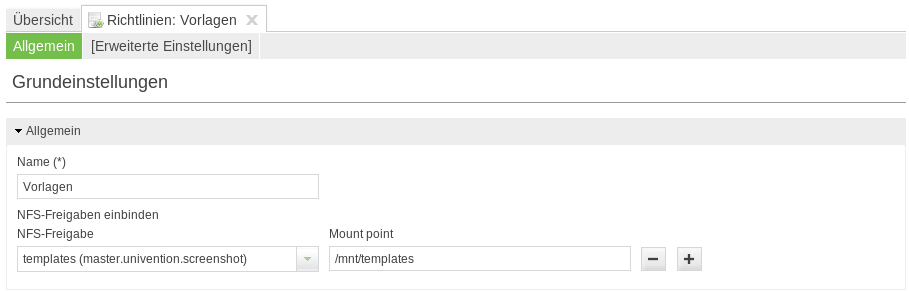 Übersicht Richtlinien: Vorlagen
Allgemein [Erweiterte Einstellungen]
Grundeinstellungen
Allgemein
Name (*)
Vorlagen
NFS-Freigaben einbinden
NFS-Freigabe Mount point
templates (master.univention.screenshot) /mnt/templates